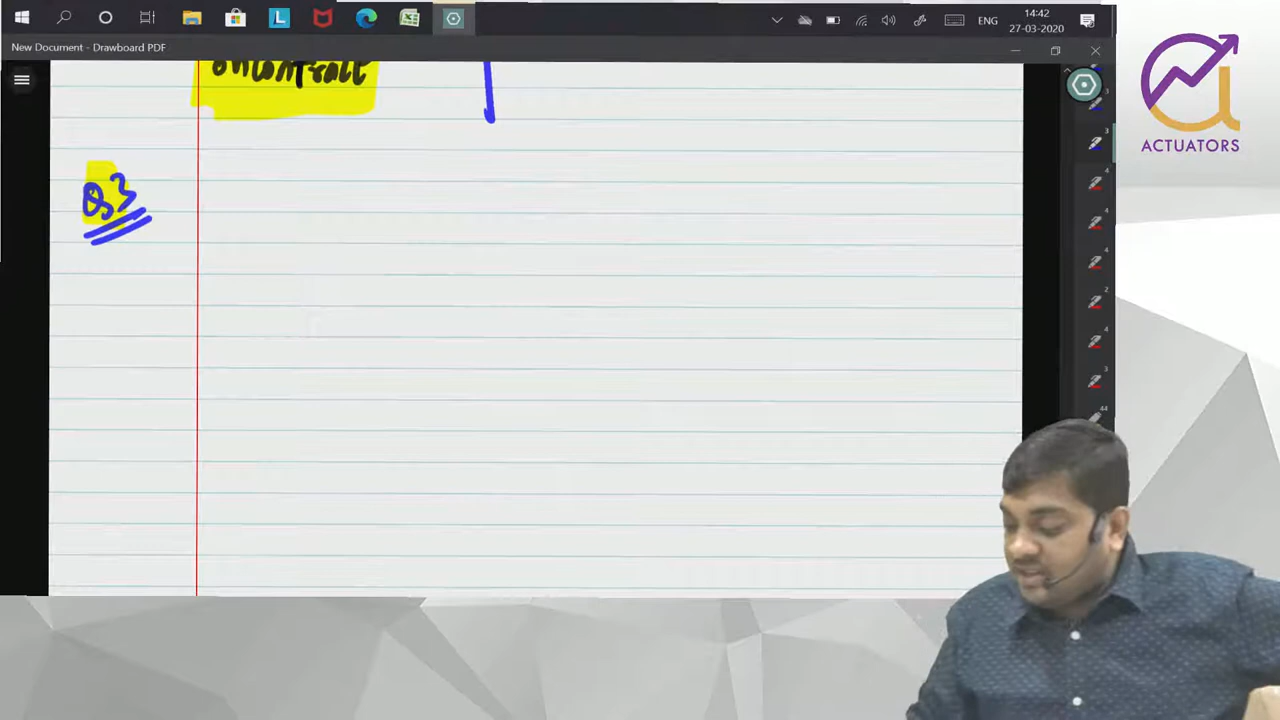 14:42
ENG
27-03-2020
New Document - Drawboard PDF
ACTUATORS
Q3